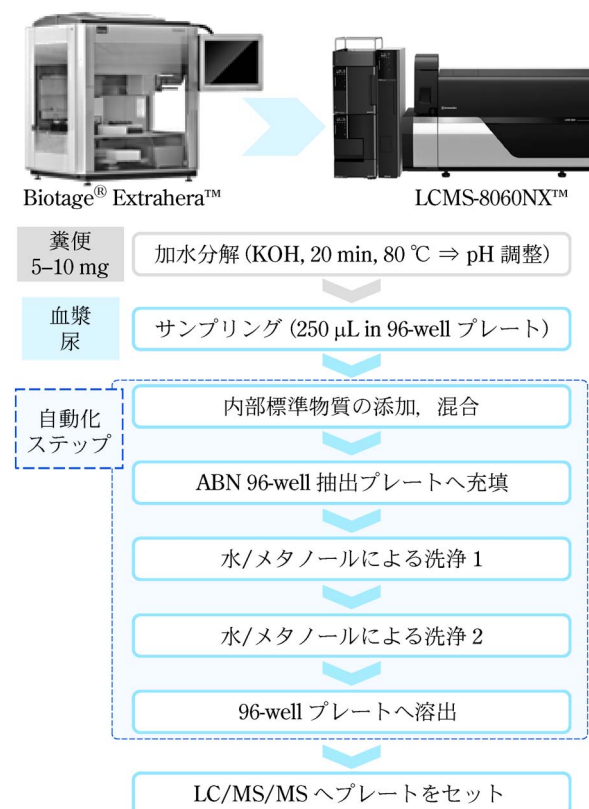 Biotage® Extrahera™
LCMS-8060NX™
糞便
5–10 mg
加水分解 (KOH, 20 min, 80 ℃ ⇒ pH 調整)
血漿
尿
サンプリング (250 μL in 96-well プレート)
自動化
ステップ
内部標準物質の添加, 混合
ABN 96-well 抽出プレートへ充填
水/メタノールによる洗浄 1
水/メタノールによる洗浄 2
96-well プレートへ溶出
LC/MS/MS へプレートをセット